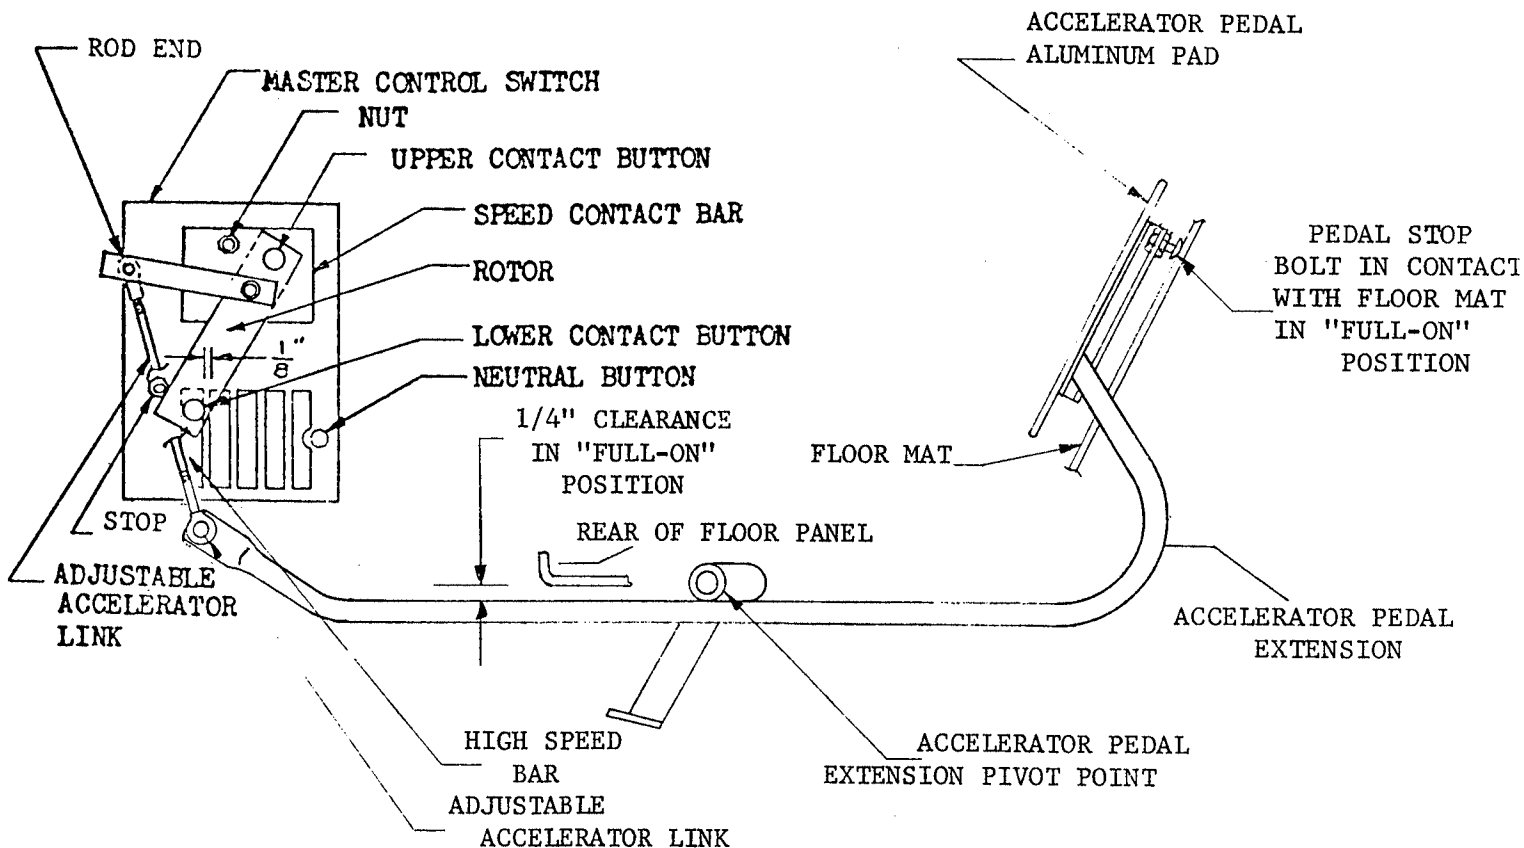 ACCELERATOR PEDAL
ALUMINUM PAD
ROD END
MASTER CONTROL SWITCH
NUT
UPPER CONTACT BUTTON
SPEED CONTACT BAR
PEDAL STOP
BOLT IN CONTACT
WITH FLOOR MAT
IN "FULL-ON"
POSITION
ROTOR
LOWER CONTACT BUTTON
1/8"
NEUTRAL BUTTON
1/4" CLEARANCE
IN "FULL-ON"
POSITION
FLOOR MAT
STOP
REAR OF FLOOR PANEL
ADJUSTABLE
ACCELERATOR
LINK
ACCELERATOR PEDAL
EXTENSION
HIGH SPEED
BAR
ACCELERATOR PEDAL
EXTENSION PIVOT POINT
ADJUSTABLE
ACCELERATOR LINK